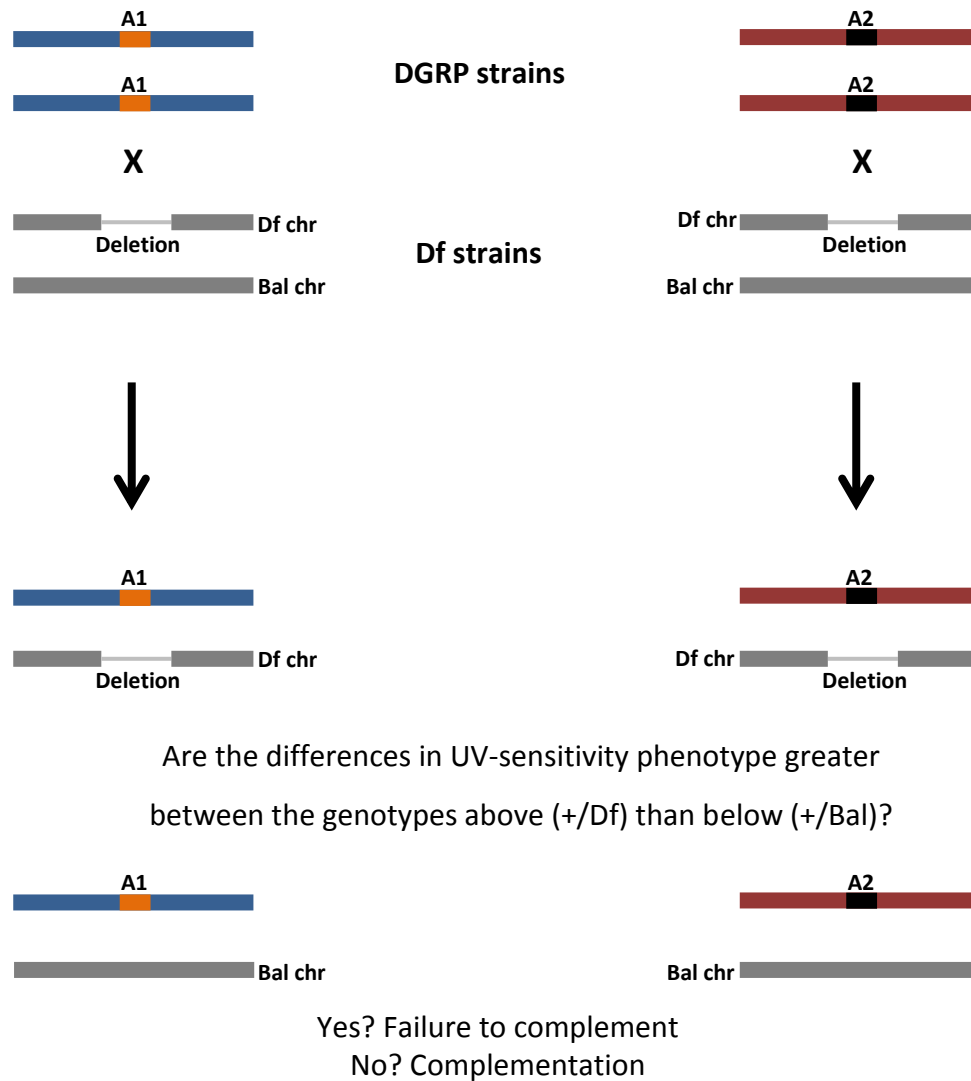 A1 A2
DGRP strains
A1 A2
X X
Df chr Df chr
Deletion Deletion
Df strains
Bal chr Bal chr
A1 A2
Df chr Df chr
Deletion Deletion
Are the differences in UV-sensitivity phenotype greater
between the genotypes above (+/Df) than below (+/Bal)?
A1 A2
Bal chr Bal chr
Yes? Failure to complement
No? Complementation